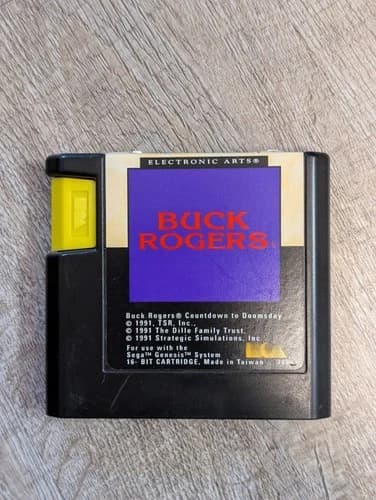 ELECTRONIC ARTS®
BUCK
ROGERS
Buck Rogers® Countdown to Doomsday
© 1991, TSR, Inc.,
© 1991 The Dille Family Trust.
© 1991 Strategic Simulations, Inc.
For use with the
Sega™ Genesis™ System
16- BIT CARTRIDGE, Made in Taiwan